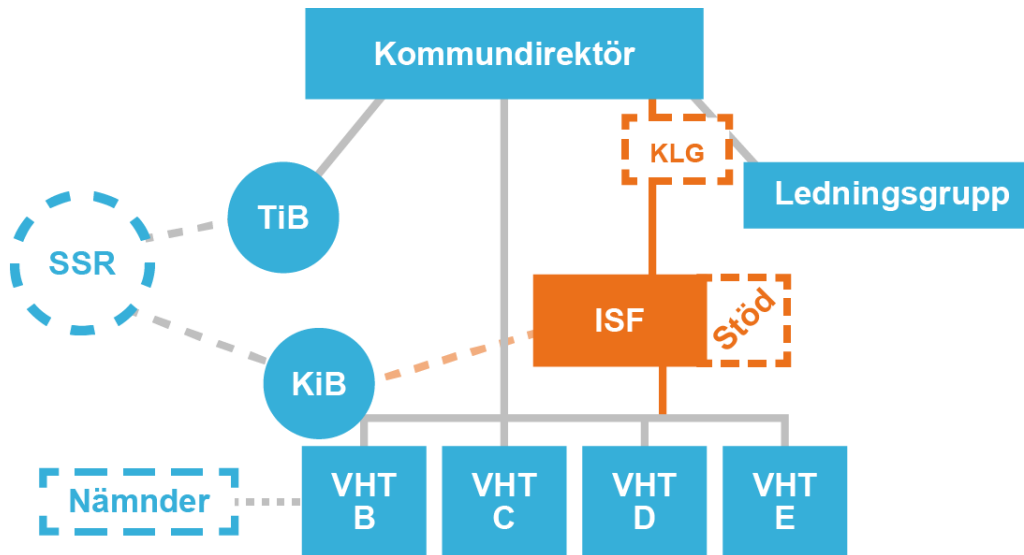 Kommundirektör
KLG
Ledningsgrupp
TiB
SSR
ISF
Stöd
KiB
Nämnder
VHT
B
VHT
C
VHT
D
VHT
E